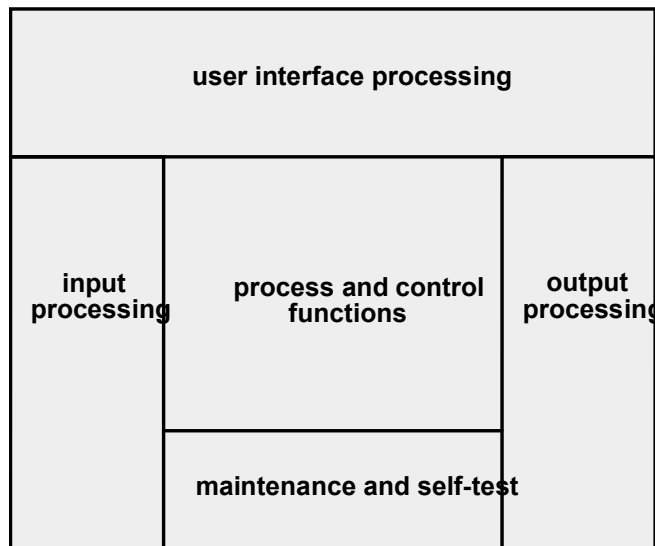 user interface processing
input
processing
process and control
functions
output
processing
maintenance and self-test